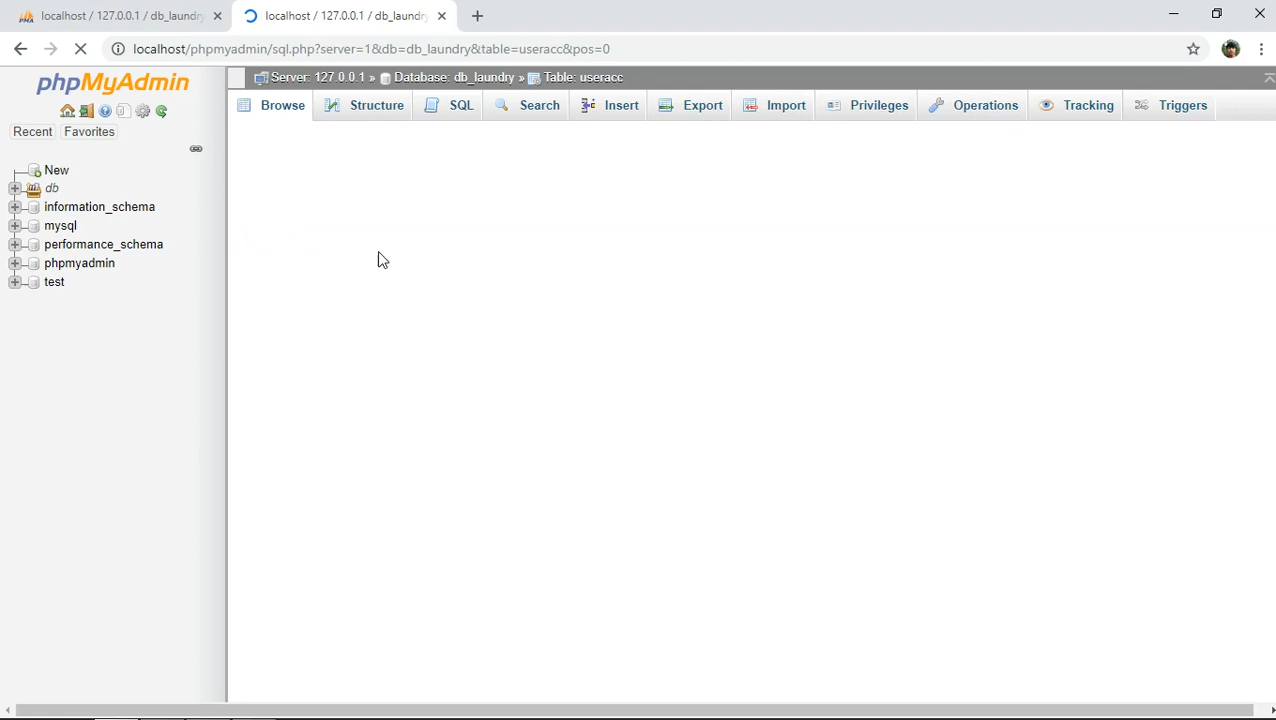 localhost / 127.0.0.1 / db_laundry
localhost / 127.0.0.1 / db_laundry
localhost/phpmyadmin/sql.php?server=1&db=db_laundry&table=useracc&pos=0
phpMyAdmin
Server: 127.0.0.1 » Database: db_laundry » Table: useracc
Browse Structure SQL Search Insert Export Import Privileges Operations Tracking Triggers
Recent Favorites
New
db
information_schema
mysql
performance_schema
phpmyadmin
test